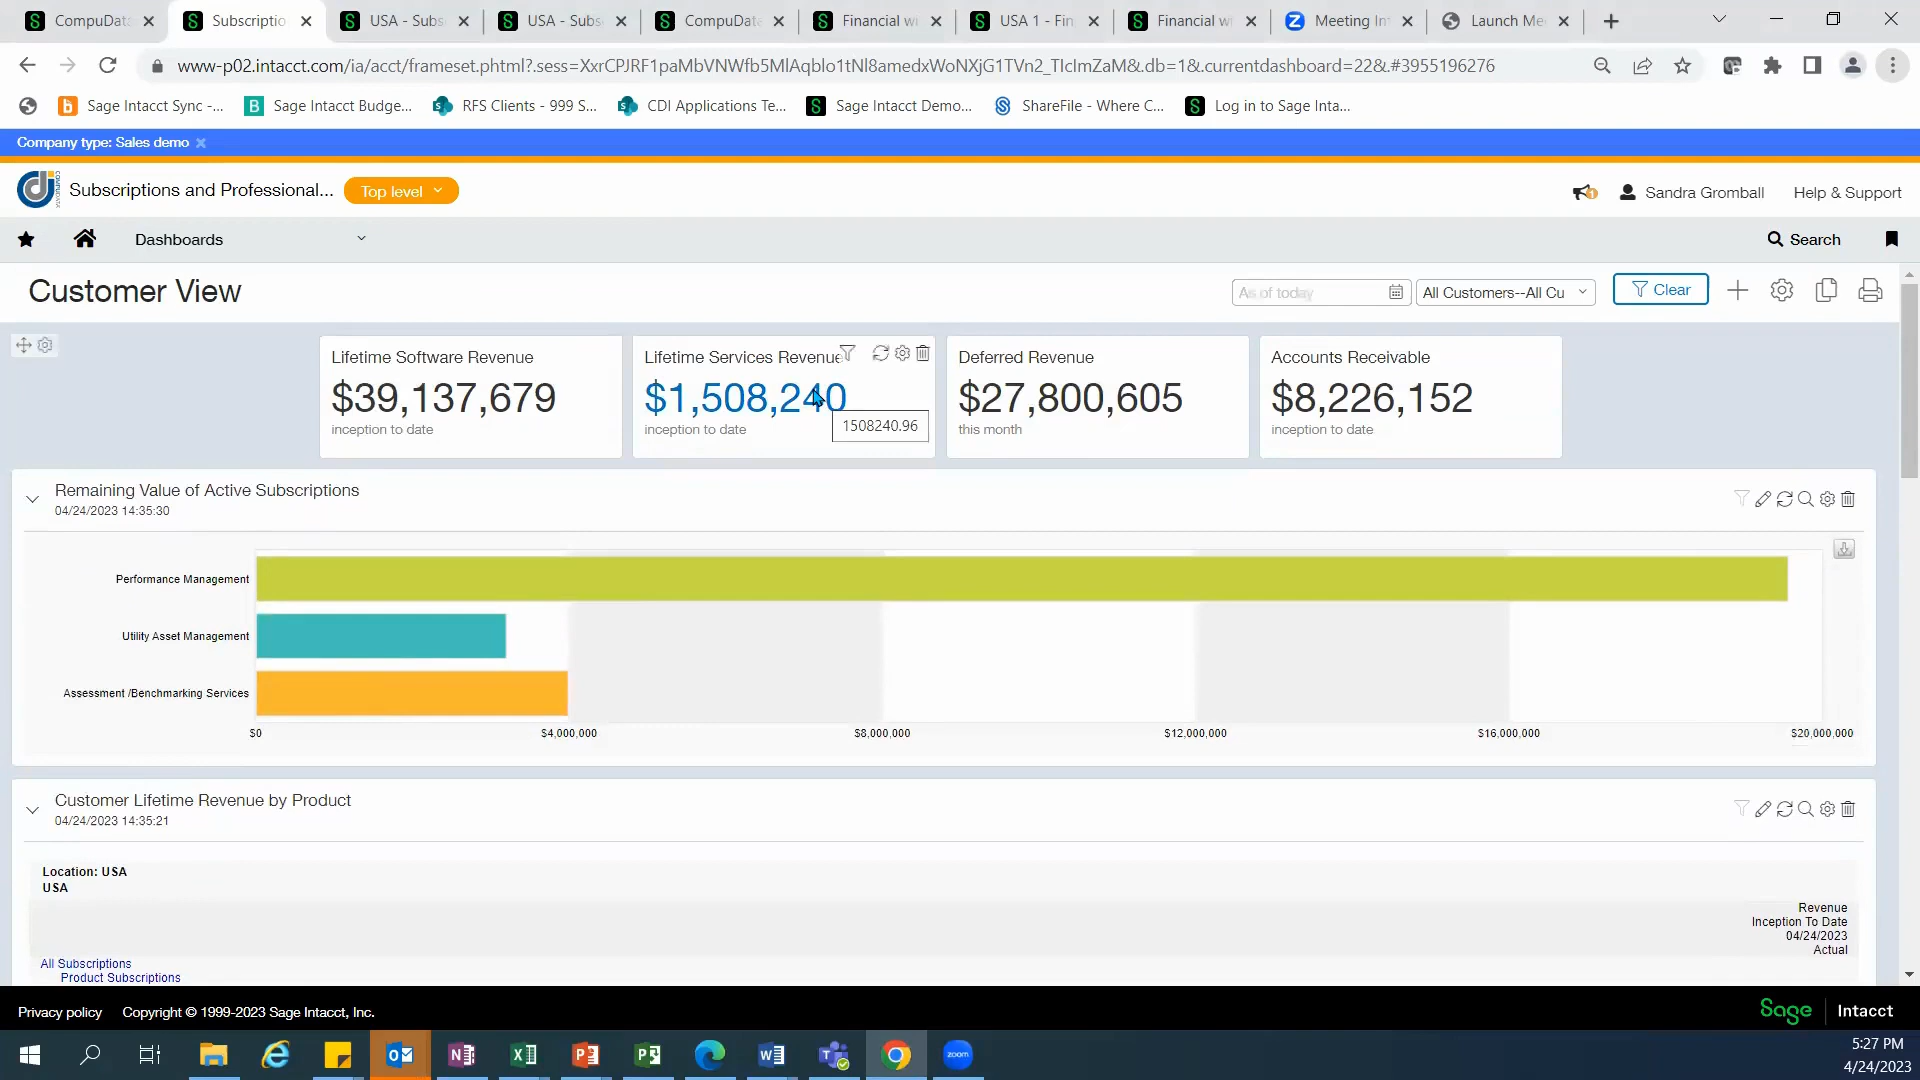 CompuData
Subscriptio
USA - Subs
USA - Subs
CompuData
Financial w
USA 1 - Fin
Financial w
Meeting In
Launch Me
www-p02.intacct.com/ia/acct/frameset.phtml?.sess=XxrCPJRF1paMbVNWfb5MlAqblo1tNl8amedxWoNXjG1TVn2_TIcImZaM&.db=1&.currentdashboard=22&.#3955196276
Sage Intacct Sync -...
Sage Intacct Budge...
RFS Clients - 999 S...
CDI Applications Te...
Sage Intacct Demo...
ShareFile - Where C...
Log in to Sage Inta...
Company type: Sales demo
Subscriptions and Professional...
Top level
Sandra Gromball
Help & Support
Dashboards
Search
Customer View
As of today
All Customers--All Cu
Clear
Lifetime Software Revenue
$39,137,679
inception to date
Lifetime Services Revenue
$1,508,240
inception to date
1508240.96
Deferred Revenue
$27,800,605
this month
Accounts Receivable
$8,226,152
inception to date
Remaining Value of Active Subscriptions
04/24/2023 14:35:30
Performance Management
Utility Asset Management
Assessment /Benchmarking Services
$0
$4,000,000
$8,000,000
$12,000,000
$16,000,000
$20,000,000
Customer Lifetime Revenue by Product
04/24/2023 14:35:21
Location: USA
USA
Revenue
Inception To Date
04/24/2023
Actual
All Subscriptions
Product Subscriptions
Privacy policy
Copyright © 1999-2023 Sage Intacct, Inc.
Sage
Intacct
zoom
5:27 PM
4/24/2023